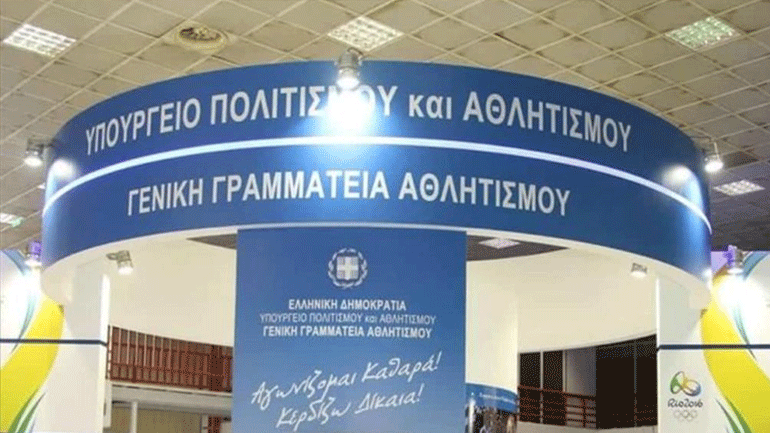 ΥΠΟΥΡΓΕΙΟ ΠΟΛΙΤΙΣΜΟΥ και ΑΘΛΗΤΙΣΜΟΥ
ΓΕΝΙΚΗ ΓΡΑΜΜΑΤΕΙΑ ΑΘΛΗΤΙΣΜΟΥ
ΕΛΛΗΝΙΚΗ ΔΗΜΟΚΡΑΤΙΑ
ΥΠΟΥΡΓΕΙΟ ΠΟΛΙΤΙΣΜΟΥ και ΑΘΛΗΤΙΣΜΟΥ
ΓΕΝΙΚΗ ΓΡΑΜΜΑΤΕΙΑ ΑΘΛΗΤΙΣΜΟΥ
Αγωνίζομαι Καθαρά!
Κερδίζω Δίκαια!
Rio2016